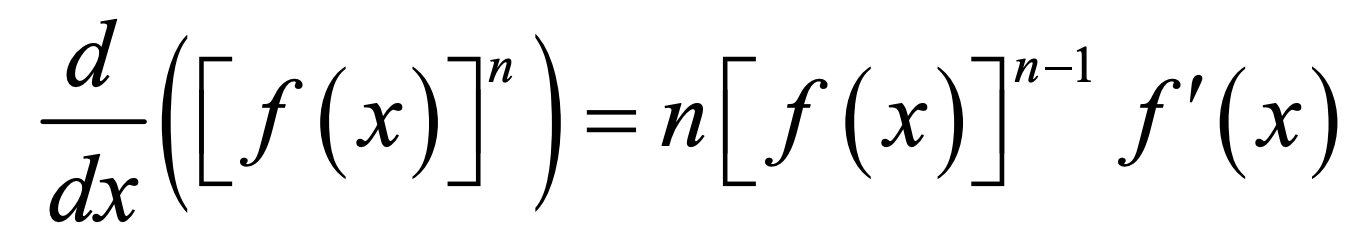 d/dx([f(x)]ⁿ) = n[f(x)]ⁿ⁻¹ f′(x)